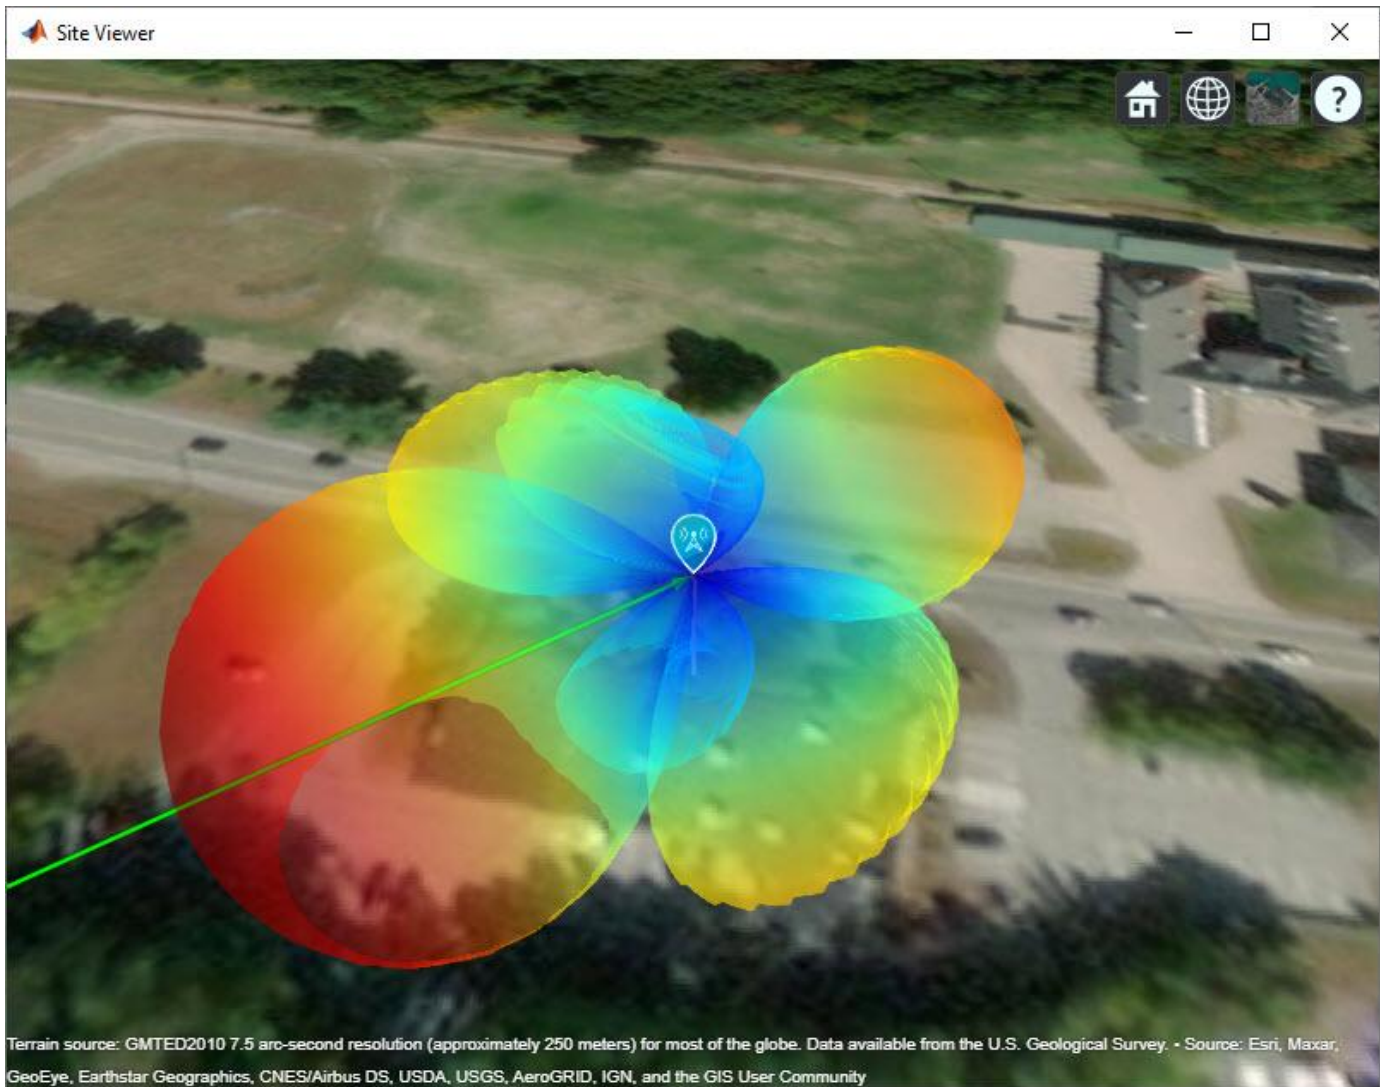 Site Viewer
?
Terrain source: GMTED2010 7.5 arc-second resolution (approximately 250 meters) for most of the globe. Data available from the U.S. Geological Survey. • Source: Esri, Maxar,
GeoEye, Earthstar Geographics, CNES/Airbus DS, USDA, USGS, AeroGRID, IGN, and the GIS User Community